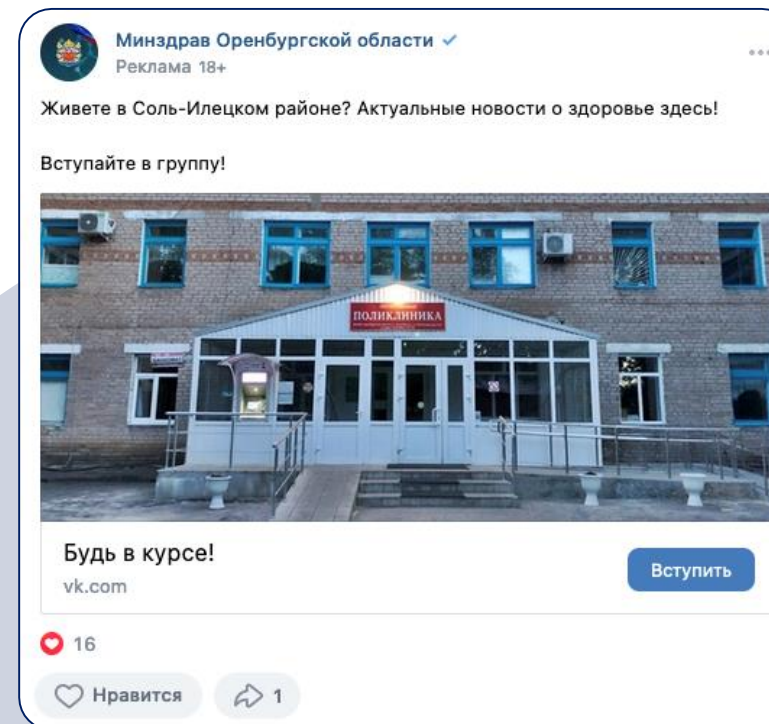 Минздрав Оренбургской области
Реклама 18+
Живете в Соль-Илецком районе? Актуальные новости о здоровье здесь!
Вступайте в группу!
ПОЛИКЛИНИКА
Будь в курсе!
vk.com
Вступить
16
Нравится
1